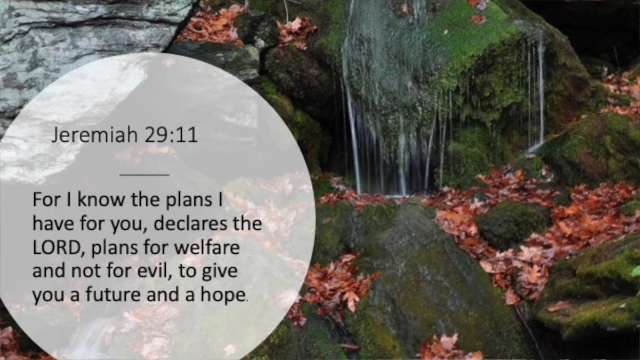 Jeremiah 29:11
For I know the plans I
have for you, declares the
LORD, plans for welfare
and not for evil, to give
you a future and a hope.